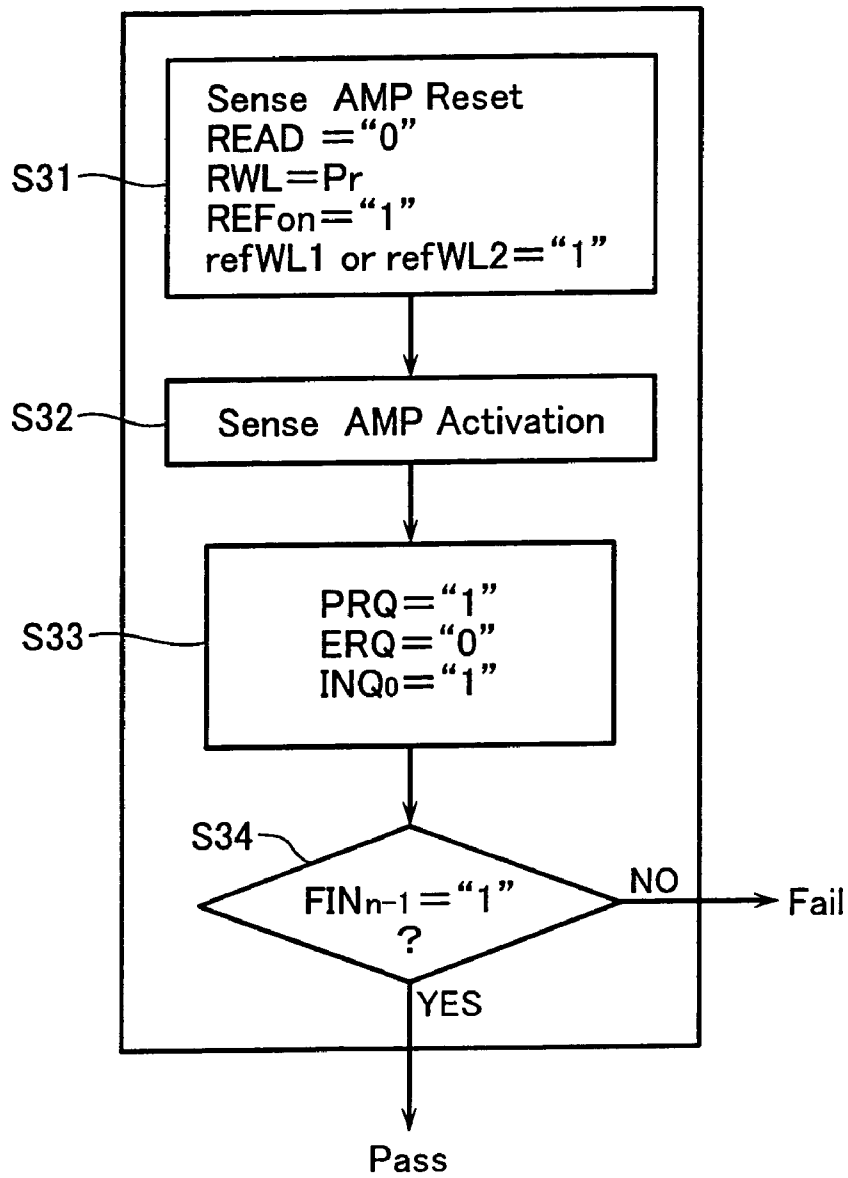 S31
Sense AMP Reset
READ =“0”
RWL=Pr
REFon=“1”
refWL1 or refWL2=“1”
S32
Sense AMP Activation
S33
PRQ=“1”
ERQ=“0”
INQ0=“1”
S34
FINn-1=“1”
?
NO
Fail
YES
Pass